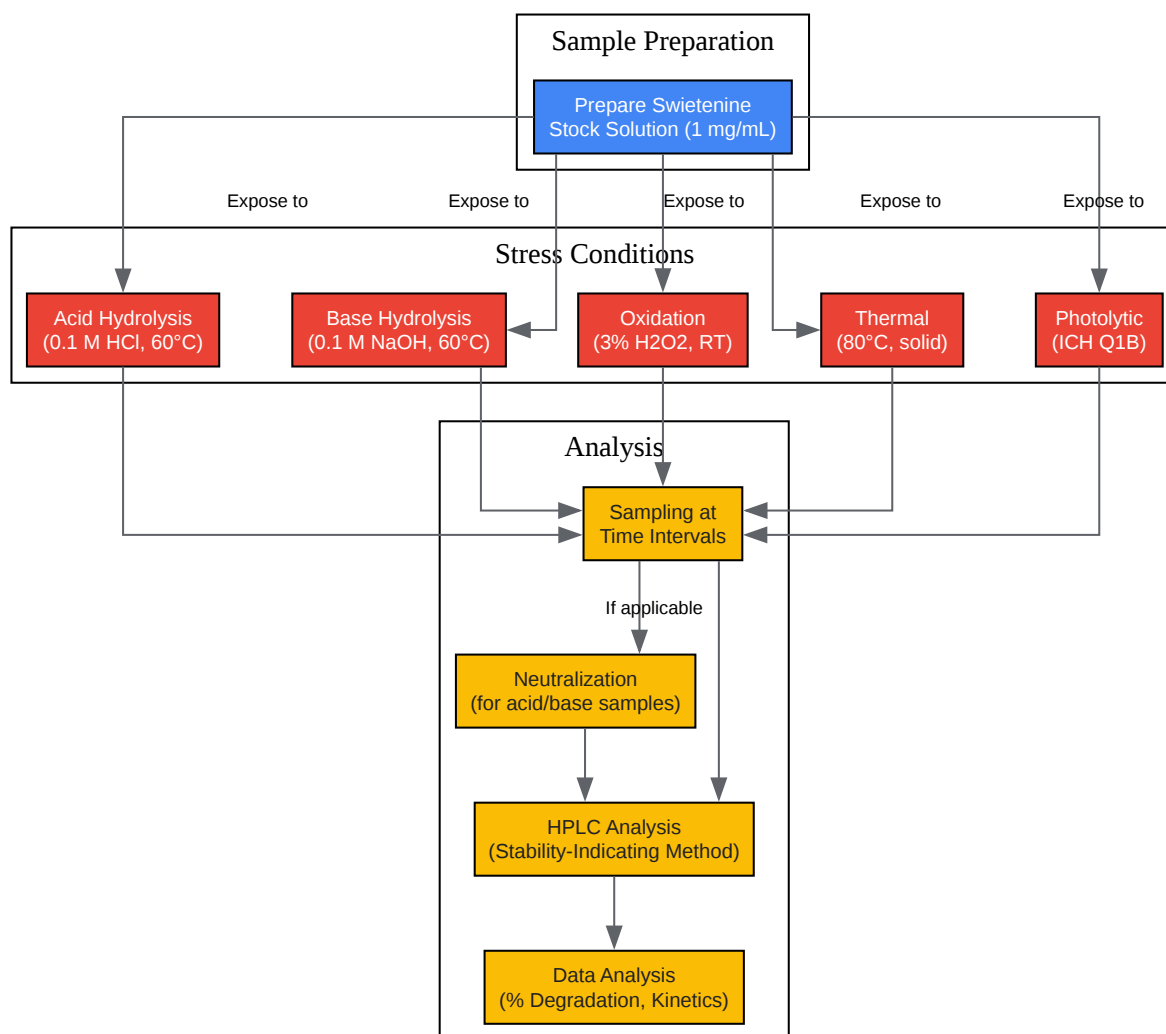 Sample Preparation
Prepare Swietenine
Stock Solution (1 mg/mL)
Expose to
Expose to
Expose to
Expose to
Expose to
Stress Conditions
Acid Hydrolysis
(0.1 M HCl, 60°C)
Base Hydrolysis
(0.1 M NaOH, 60°C)
Oxidation
(3% H2O2, RT)
Thermal
(80°C, solid)
Photolytic
(ICH Q1B)
Analysis
Sampling at
Time Intervals
If applicable
Neutralization
(for acid/base samples)
HPLC Analysis
(Stability-Indicating Method)
Data Analysis
(% Degradation, Kinetics)